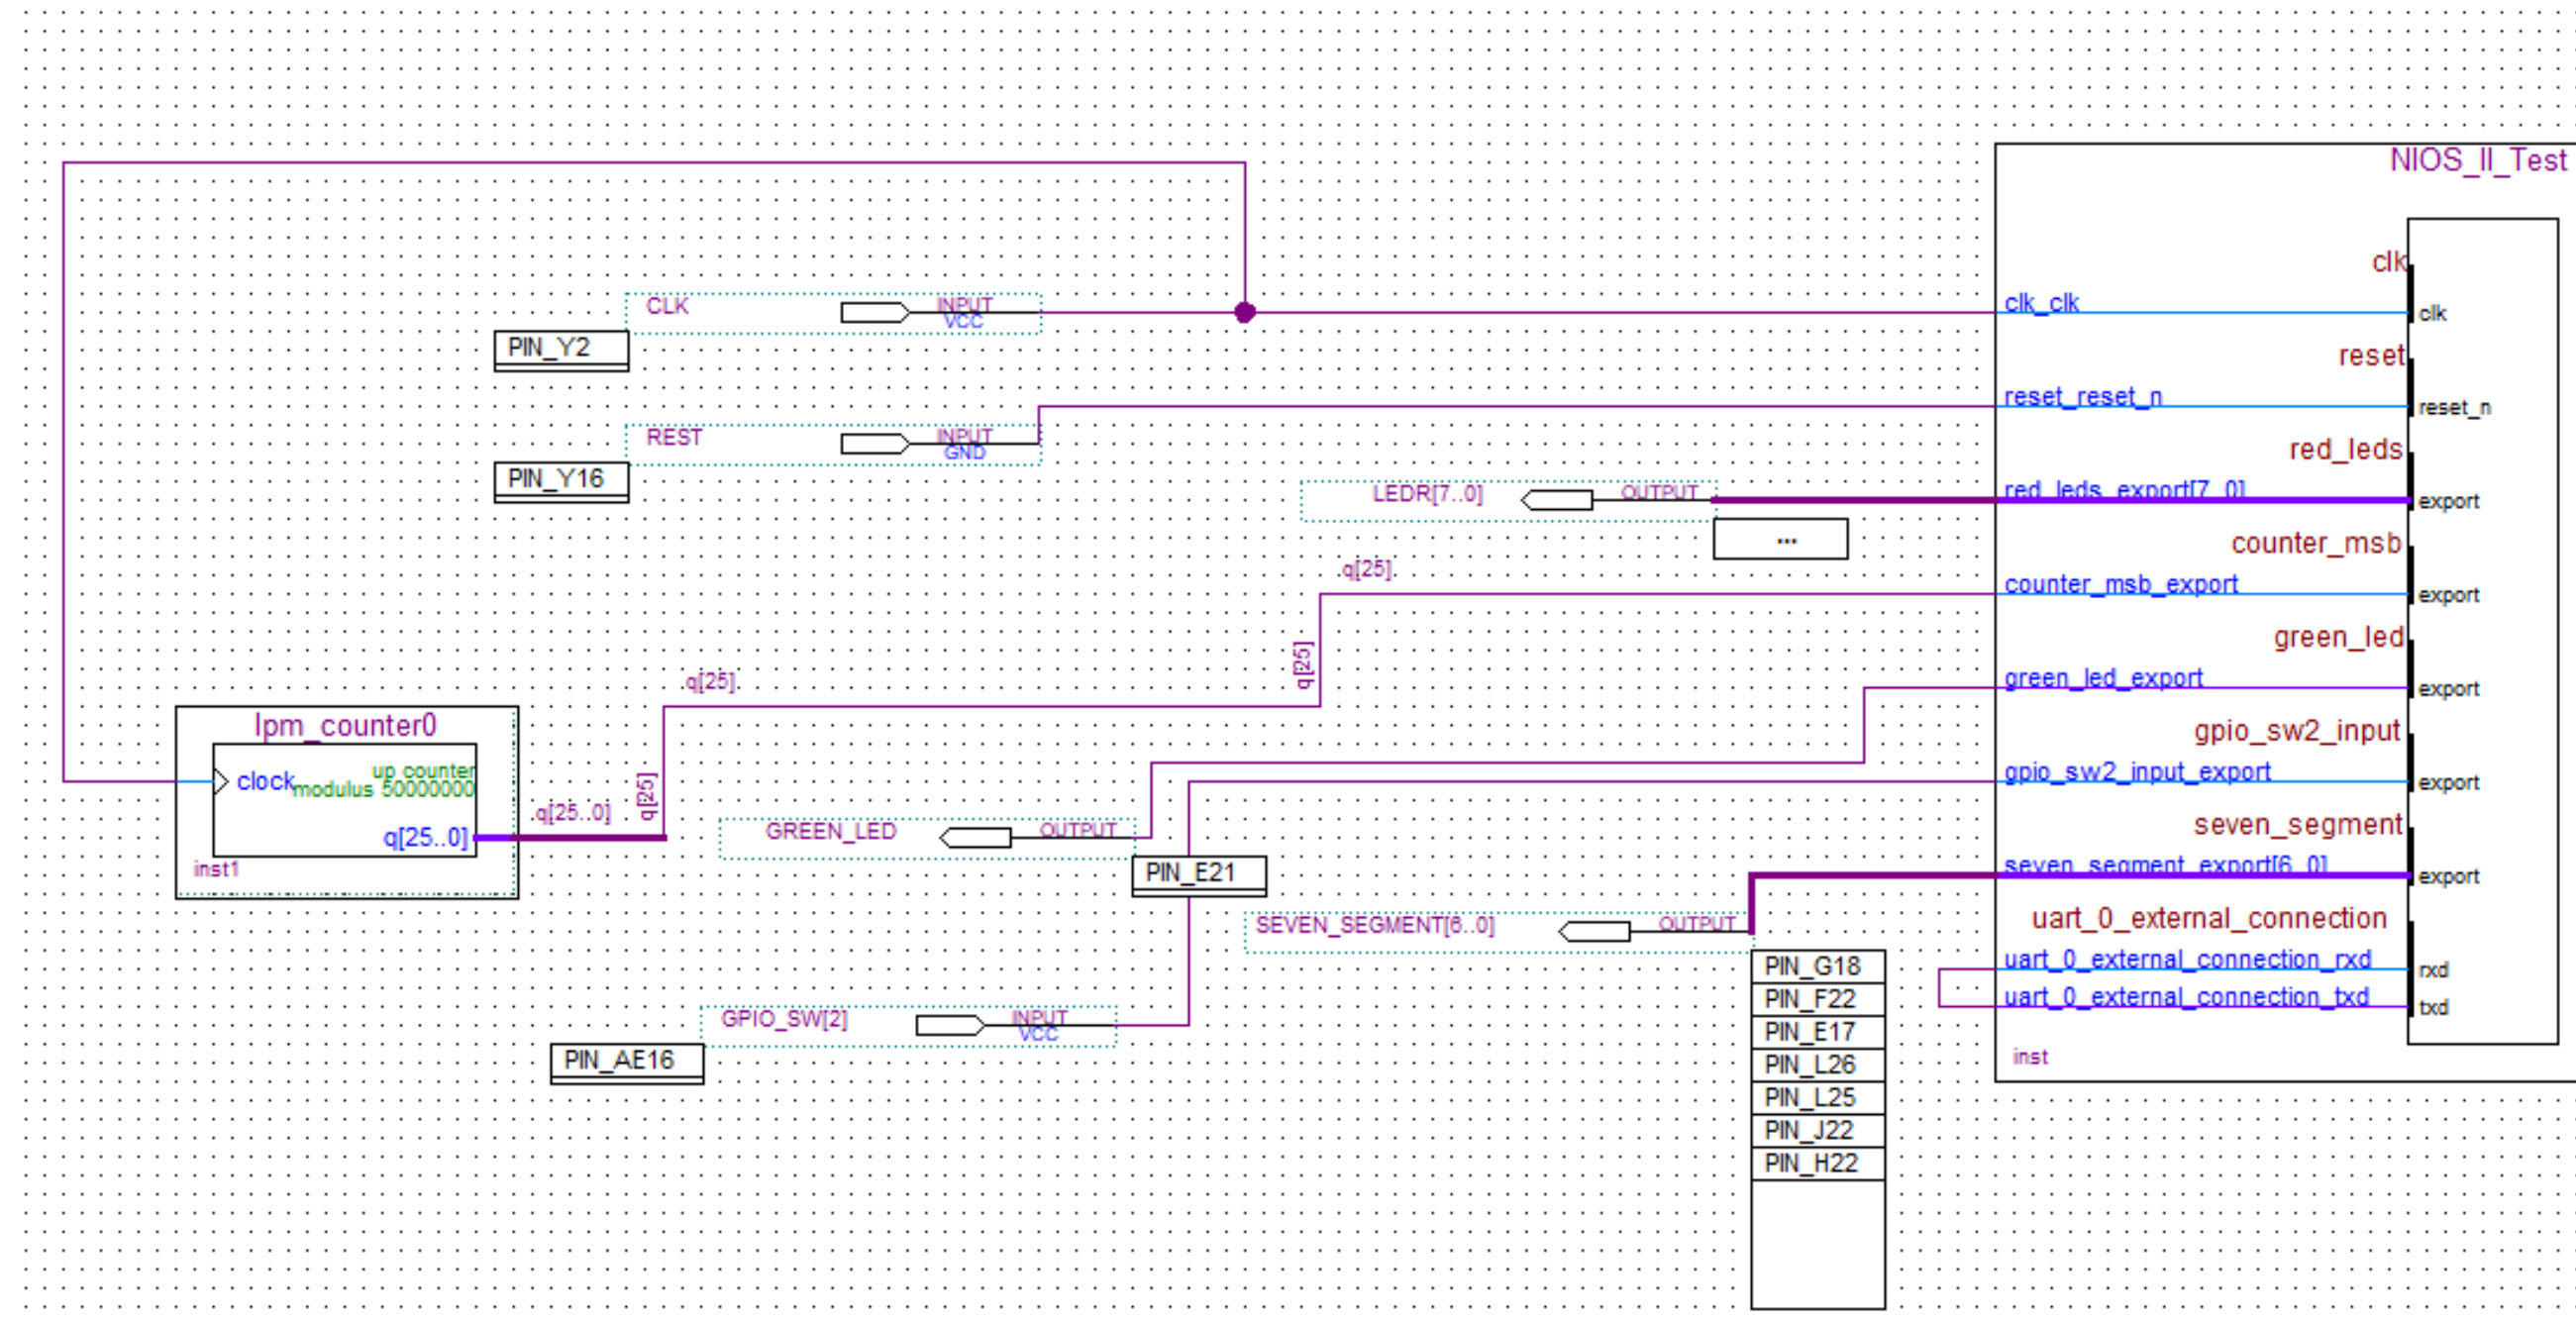 NIOS_II_Test
clk
CLK
INPUT
VCC
clk_clk
clk
PIN_Y2
reset
reset_reset_n
reset_n
REST
INPUT
GND
PIN_Y16
red_leds
LEDR[7..0]
OUTPUT
red_leds_export[7..0]
export
...
counter_msb
q[25]
counter_msb_export
export
q[25]
green_led
q[25]
green_led_export
export
lpm_counter0
gpio_sw2_input
clock
up counter
modulus 50000000
q[25]
gpio_sw2_input_export
export
q[25..0]
q[25..0]
inst1
GREEN_LED
OUTPUT
PIN_E21
seven_segment
seven_segment_export[6..0]
export
SEVEN_SEGMENT[6..0]
OUTPUT
PIN_G18
PIN_F22
PIN_E17
PIN_L26
PIN_L25
PIN_J22
PIN_H22
uart_0_external_connection
uart_0_external_connection_rxd
rxd
uart_0_external_connection_txd
txd
inst
GPIO_SW[2]
INPUT
VCC
PIN_AE16